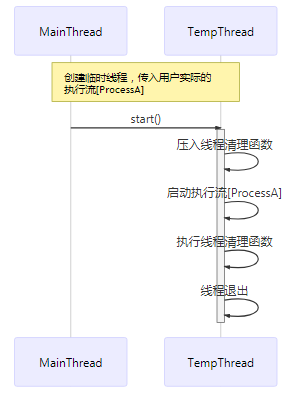 MainThread
TempThread
创建临时线程，传入用户实际的
执行流[ProcessA]
start()
压入线程清理函数
启动执行流[ProcessA]
执行线程清理函数
线程退出
MainThread
TempThread